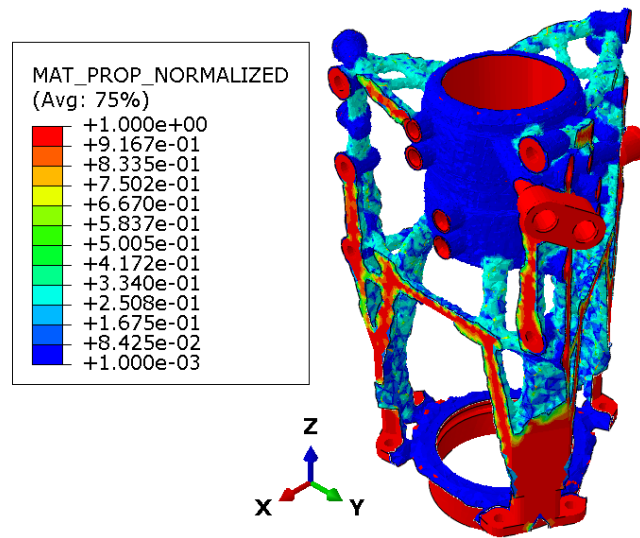 MAT_PROP_NORMALIZED
(Avg: 75%)
+1.000e+00
+9.167e-01
+8.335e-01
+7.502e-01
+6.670e-01
+5.837e-01
+5.005e-01
+4.172e-01
+3.340e-01
+2.508e-01
+1.675e-01
+8.425e-02
+1.000e-03
Z
X Y